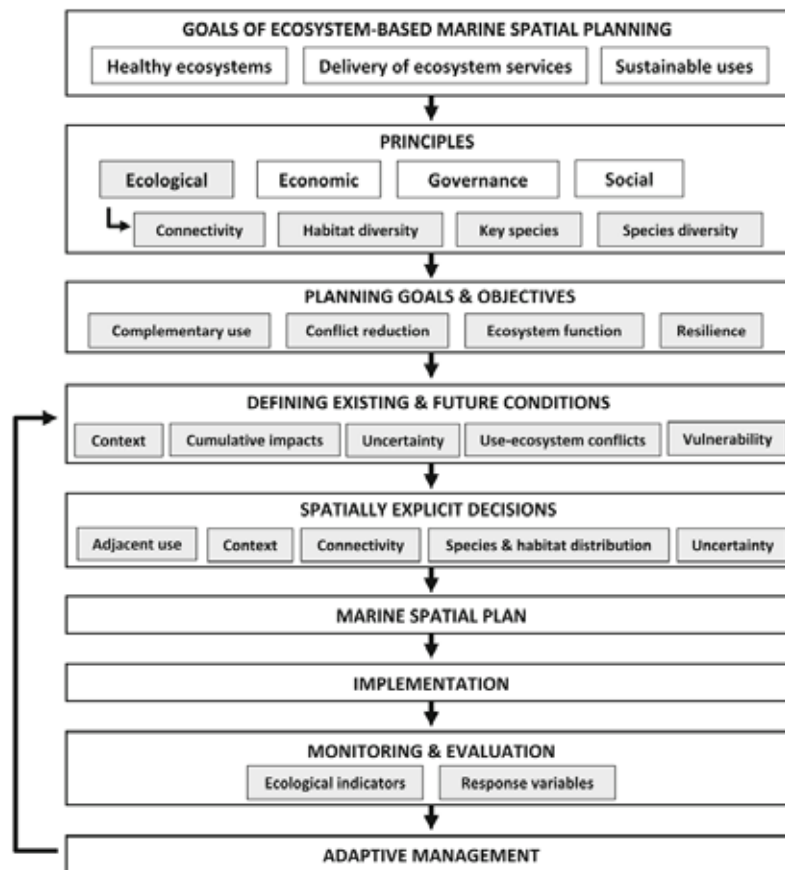 GOALS OF ECOSYSTEM-BASED MARINE SPATIAL PLANNING
Healthy ecosystems Delivery of ecosystem services Sustainable uses
PRINCIPLES
Ecological Economic Governance Social
Connectivity Habitat diversity Key species Species diversity
PLANNING GOALS & OBJECTIVES
Complementary use Conflict reduction Ecosystem function Resilience
DEFINING EXISTING & FUTURE CONDITIONS
Context Cumulative impacts Uncertainty Use-ecosystem conflicts Vulnerability
SPATIALLY EXPLICIT DECISIONS
Adjacent use Context Connectivity Species & habitat distribution Uncertainty
MARINE SPATIAL PLAN
IMPLEMENTATION
MONITORING & EVALUATION
Ecological indicators Response variables
ADAPTIVE MANAGEMENT